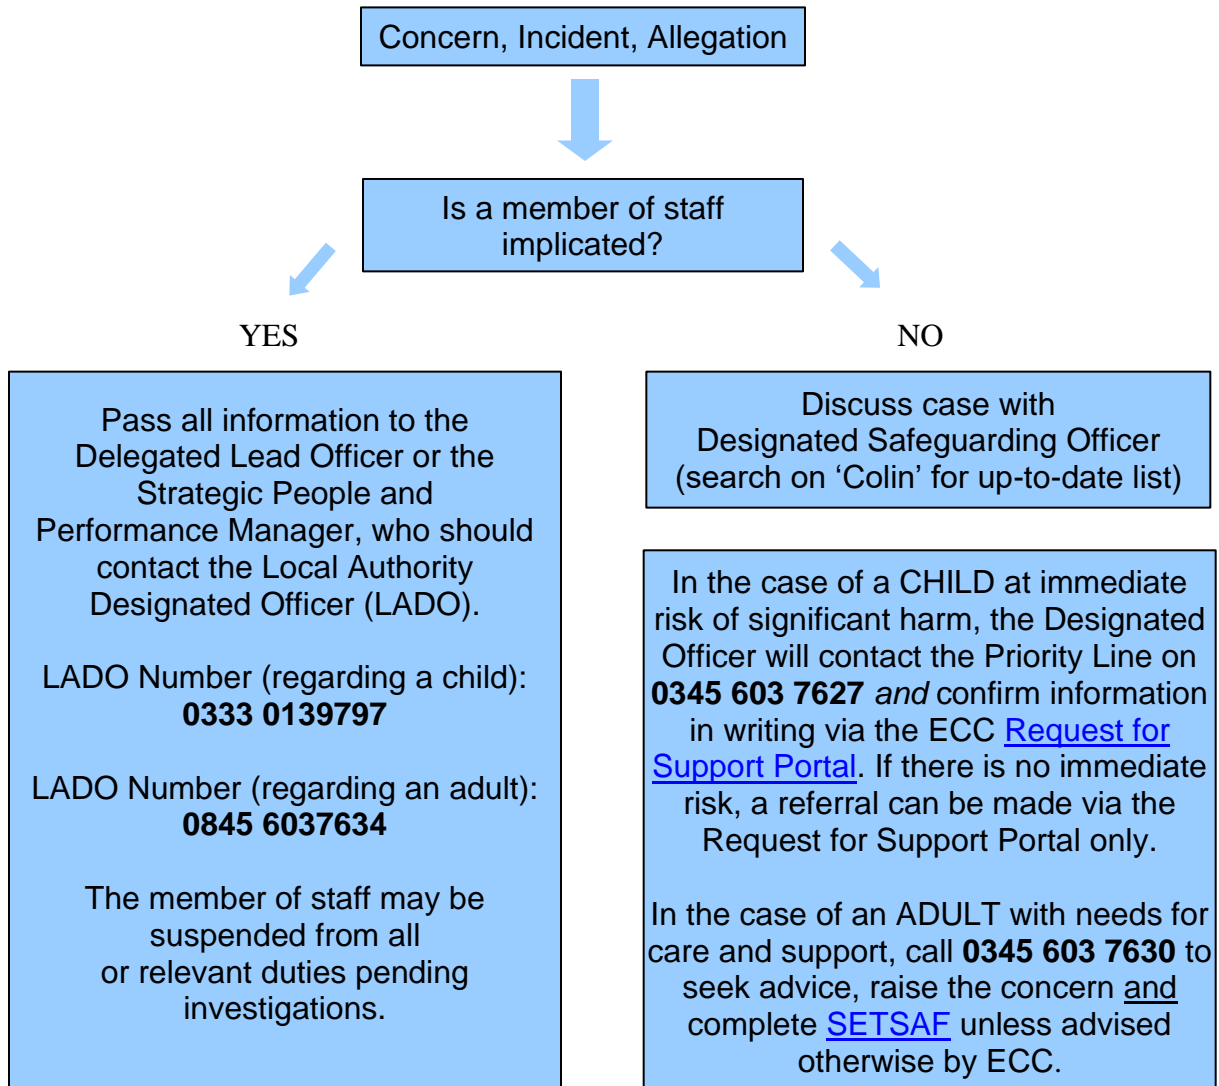 Concern, Incident, Allegation
Is a member of staff
implicated?
YES
NO
Pass all information to the
Delegated Lead Officer or the
Strategic People and
Performance Manager, who should
contact the Local Authority
Designated Officer (LADO).
LADO Number (regarding a child):
0333 0139797
LADO Number (regarding an adult):
0845 6037634
The member of staff may be
suspended from all
or relevant duties pending
investigations.
Discuss case with
Designated Safeguarding Officer
(search on ‘Colin’ for up-to-date list)
In the case of a CHILD at immediate
risk of significant harm, the Designated
Officer will contact the Priority Line on
0345 603 7627 and confirm information
in writing via the ECC Request for
Support Portal. If there is no immediate
risk, a referral can be made via the
Request for Support Portal only.
In the case of an ADULT with needs for
care and support, call 0345 603 7630 to
seek advice, raise the concern and
complete SETSAF unless advised
otherwise by ECC.